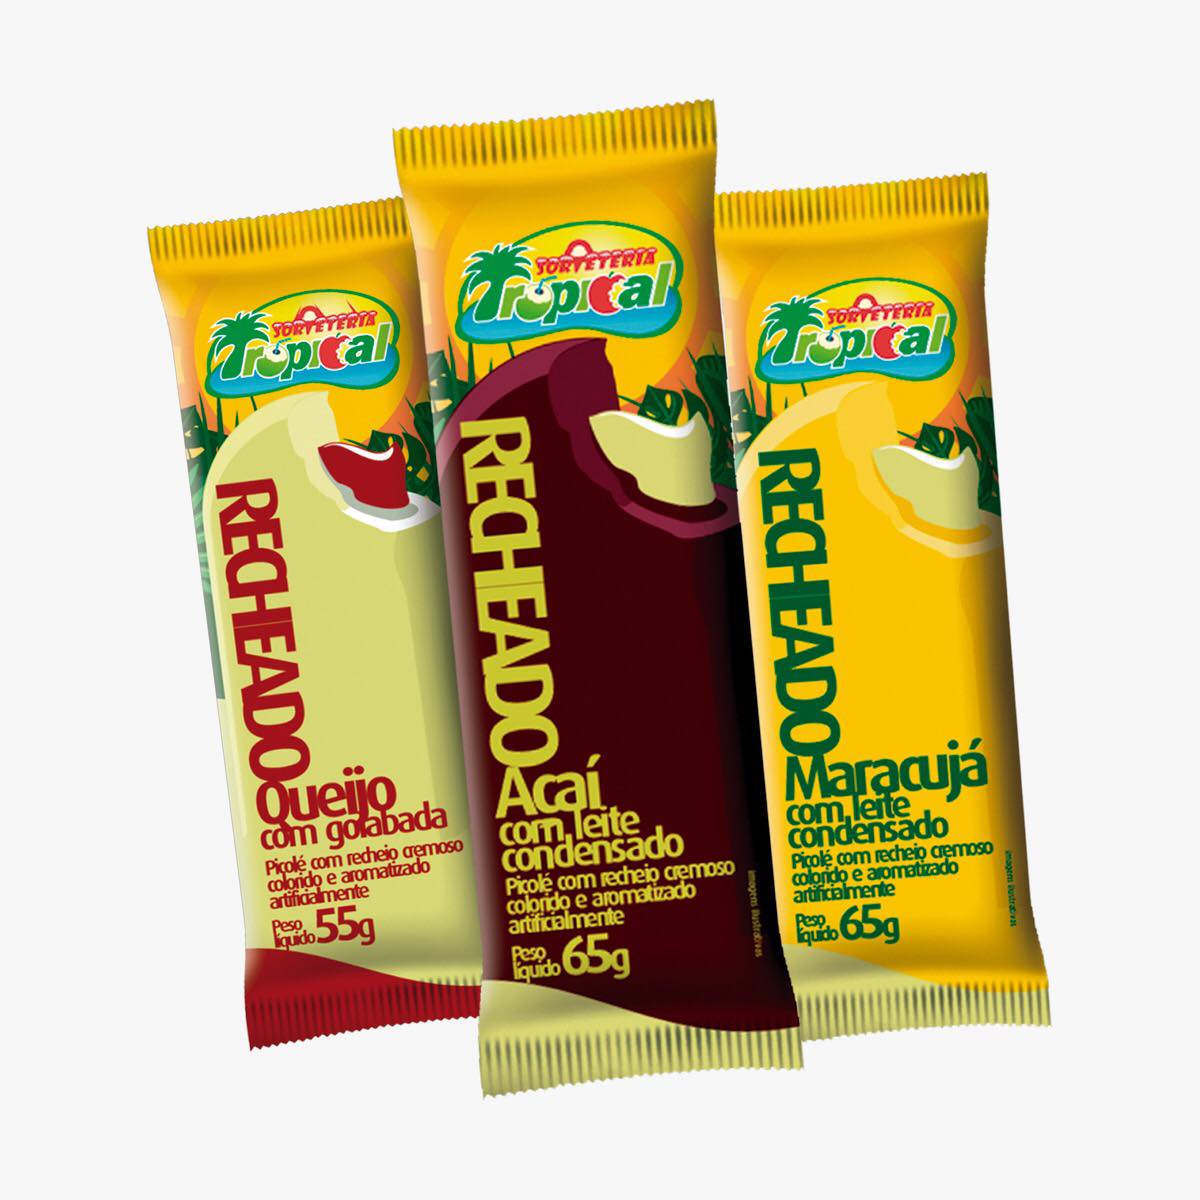 SORVETERIA
Tropical
RECHEADO
Queijo
com goiabada
Picolé com recheio cremoso
colorido e aromatizado
artificialmente
Peso
líquido 55g
SORVETERIA
Tropical
RECHEADO
Açaí
com leite
condensado
Picolé com recheio cremoso
colorido e aromatizado
artificialmente
Peso
líquido 65g
imagens ilustrativas
SORVETERIA
Tropical
RECHEADO
Maracujá
com leite
condensado
Picolé com recheio cremoso
colorido e aromatizado
artificialmente
Peso
líquido 65g
imagens ilustrativas